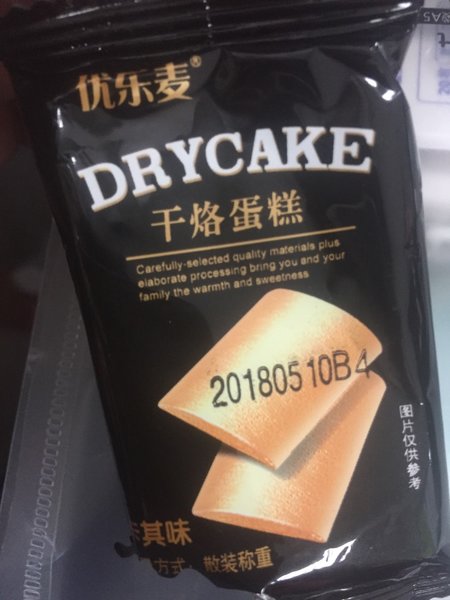 优乐麦®
DRYCAKE
干烙蛋糕
Carefully-selected quality materials plus
elaborate processing bring you and your
family the warmth and sweetness
20180510B4
图片仅供参考
其味
方式：散装称重